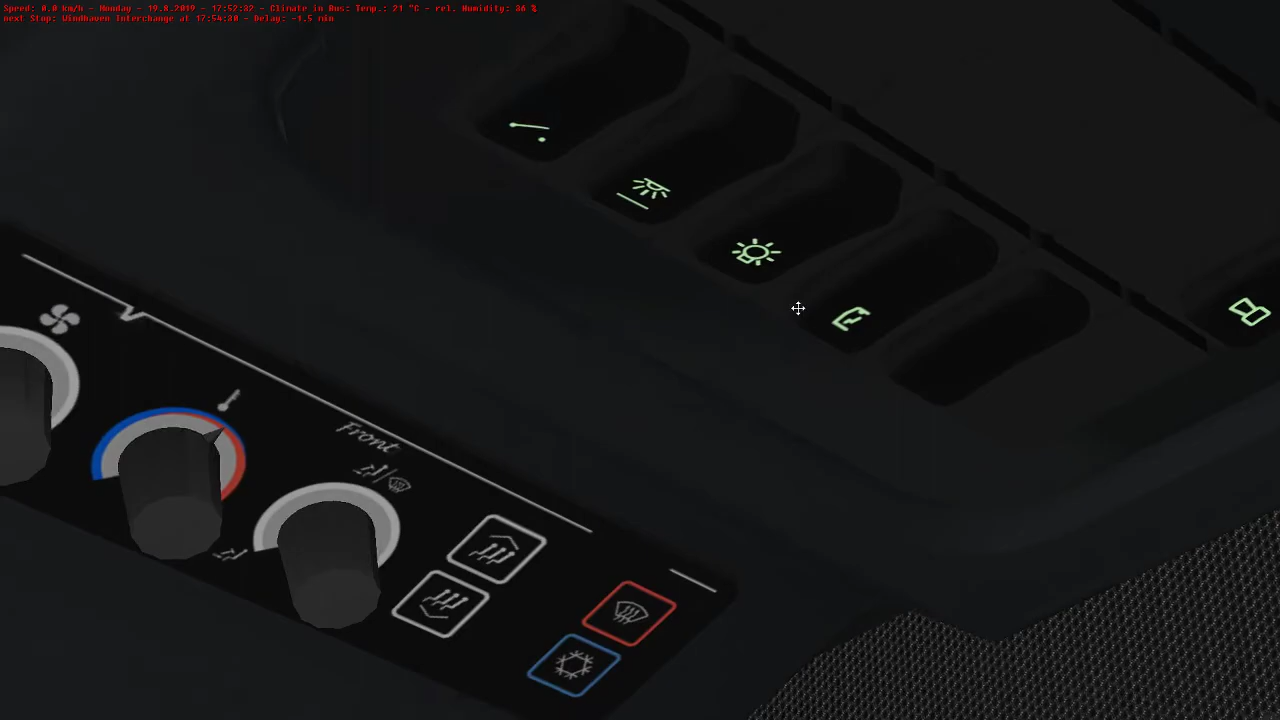 Speed: 0.0 km/h - Monday - 19.8.2019 - 17:52:32 - Climate in Bus: Temp.: 21 °C - rel. Humidity: 36 %
next Stop: Windhaven Interchange at 17:54:20 - Delay: -1.5 min
Front